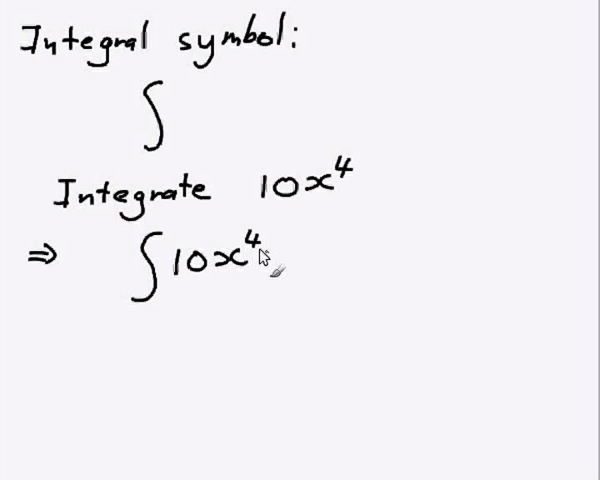 Integral symbol:
∫
Integrate 10x⁴
⇒ ∫10x⁴